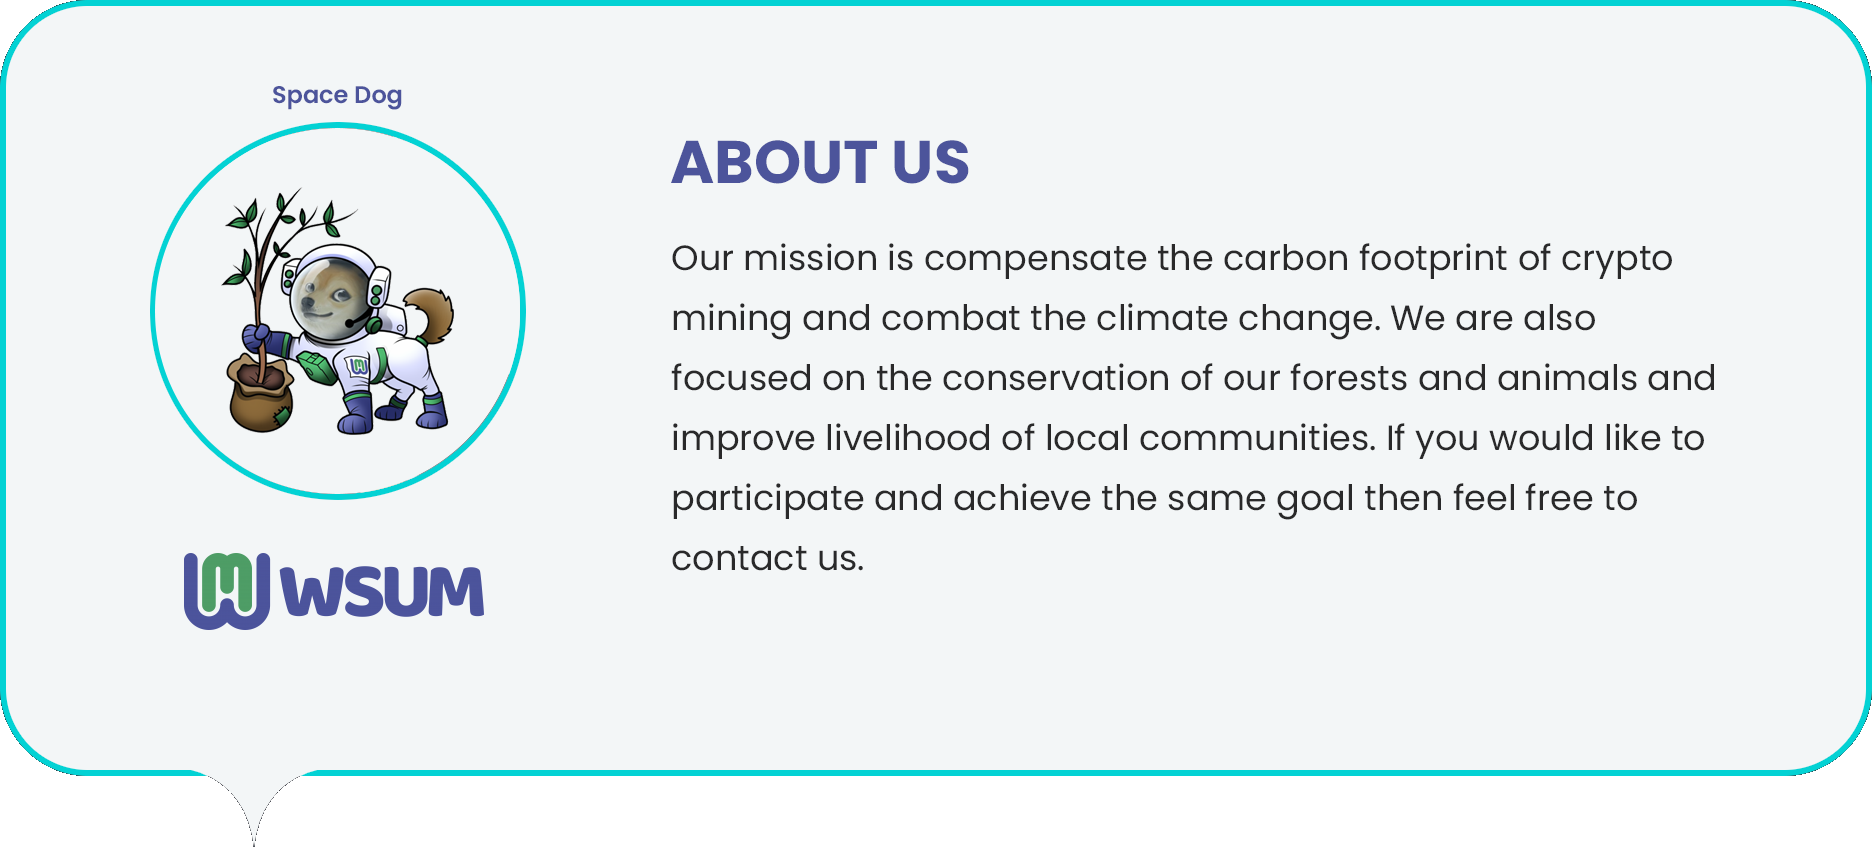 Space Dog
WSUM
ABOUT US
Our mission is compensate the carbon footprint of crypto
mining and combat the climate change. We are also
focused on the conservation of our forests and animals and
improve livelihood of local communities. If you would like to
participate and achieve the same goal then feel free to
contact us.